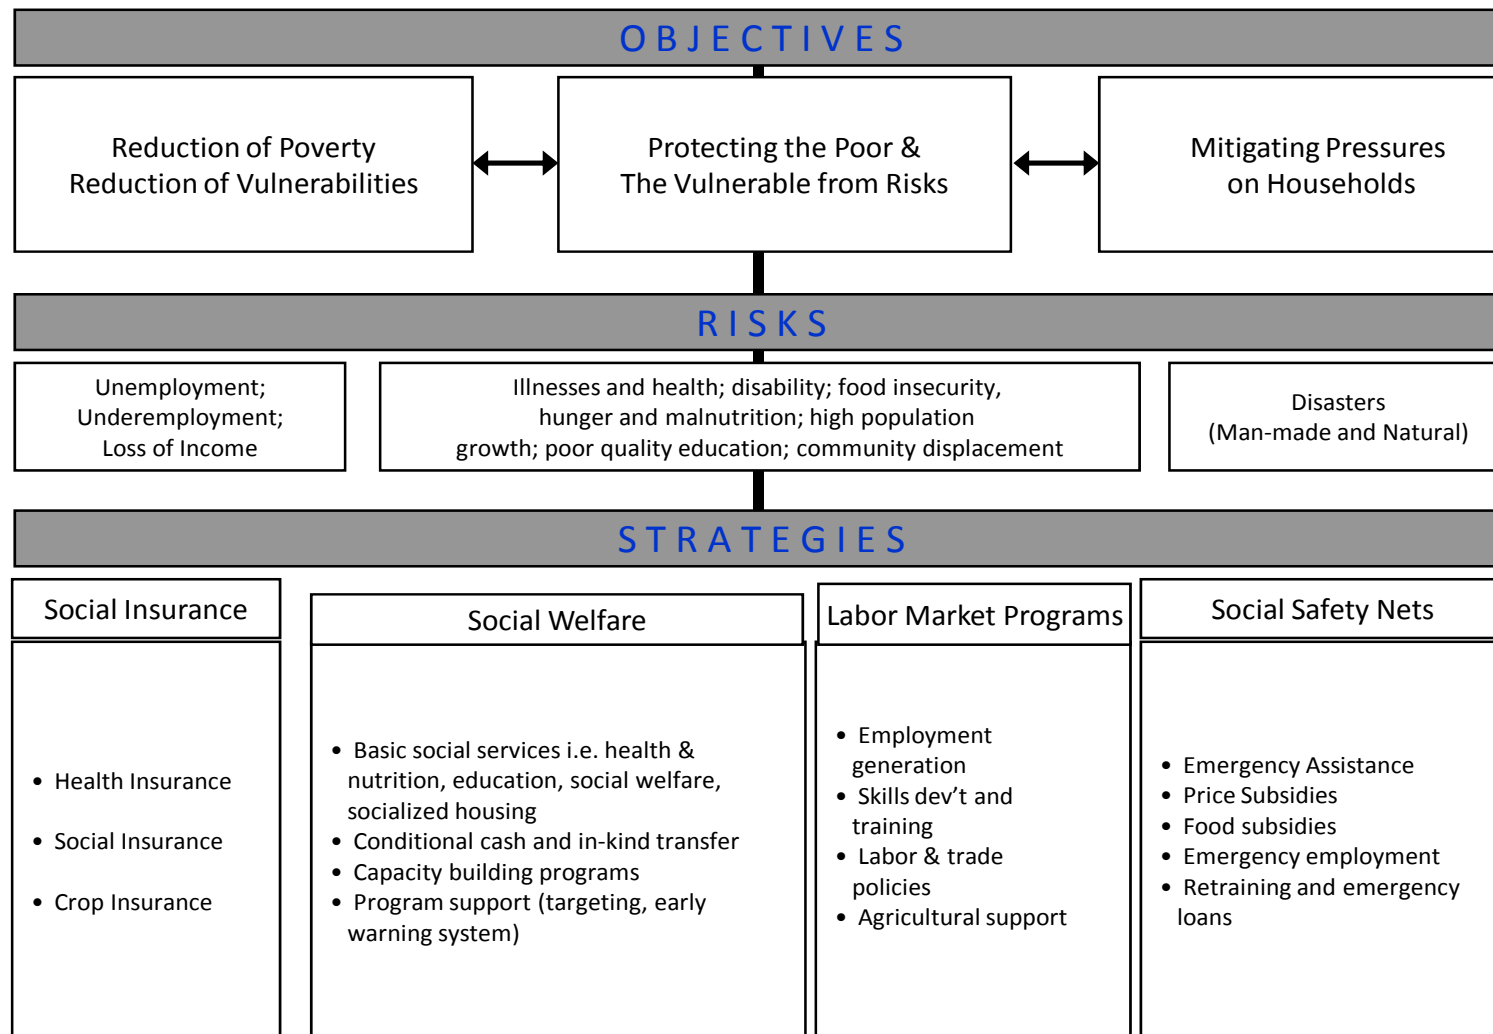 OBJECTIVES
Reduction of Poverty
Reduction of Vulnerabilities
Protecting the Poor &
The Vulnerable from Risks
Mitigating Pressures
on Households
RISKS
Unemployment;
Underemployment;
Loss of Income
Illnesses and health; disability; food insecurity,
hunger and malnutrition; high population
growth; poor quality education; community displacement
Disasters
(Man-made and Natural)
STRATEGIES
Social Insurance
• Health Insurance
• Social Insurance
• Crop Insurance
Social Welfare
• Basic social services i.e. health &
nutrition, education, social welfare,
socialized housing
• Conditional cash and in-kind transfer
• Capacity building programs
• Program support (targeting, early
warning system)
Labor Market Programs
• Employment
generation
• Skills dev't and
training
• Labor & trade
policies
• Agricultural support
Social Safety Nets
• Emergency Assistance
• Price Subsidies
• Food subsidies
• Emergency employment
• Retraining and emergency
loans